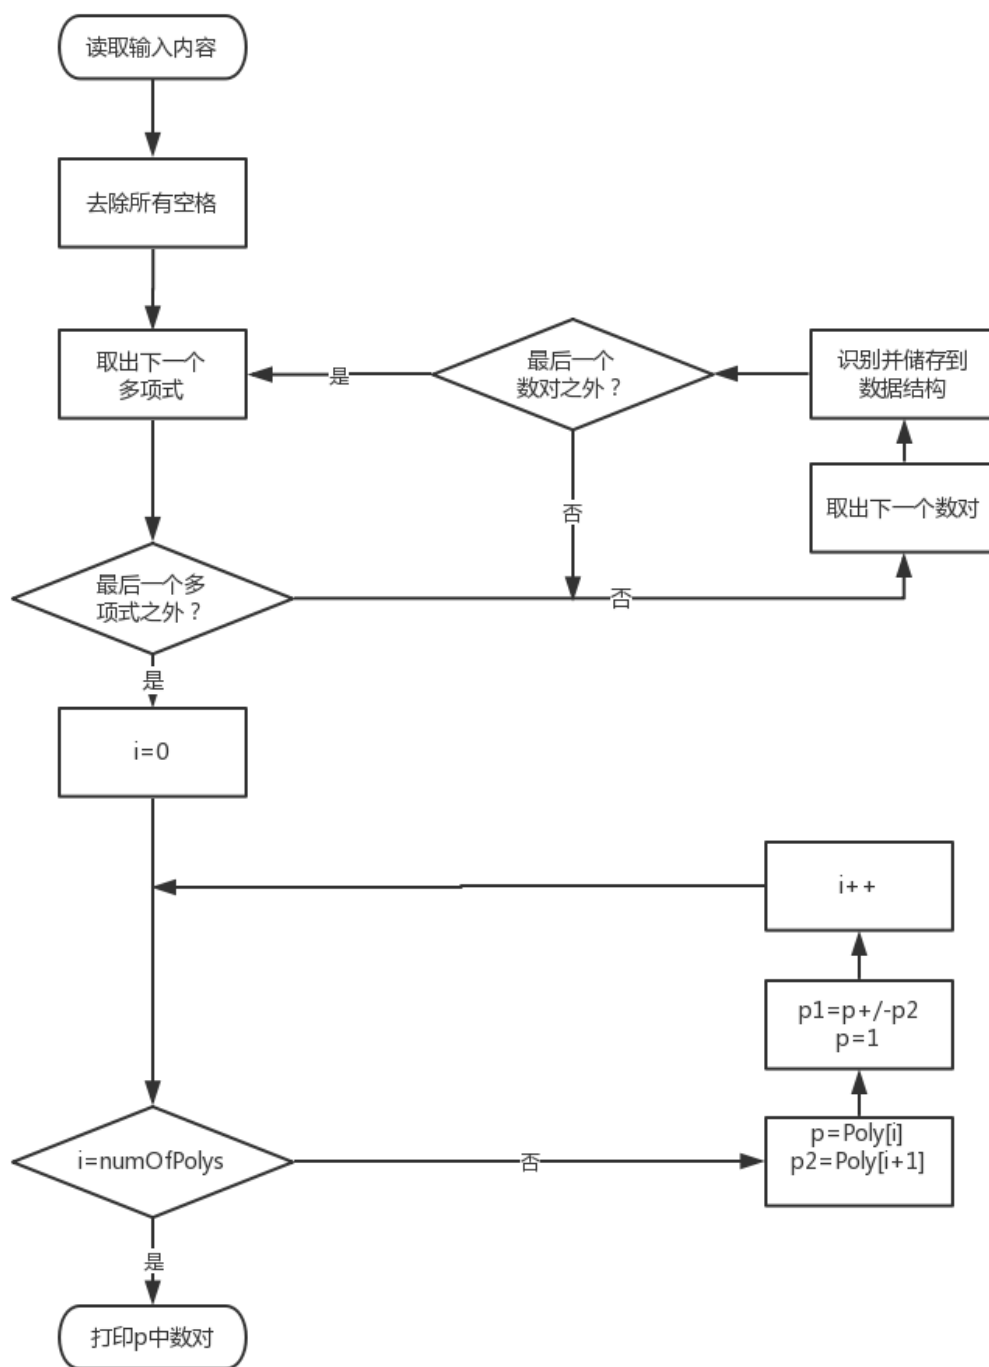 读取输入内容
去除所有空格
取出下一个
多项式
是
最后一个
数对之外？
识别并储存到
数据结构
取出下一个数对
否
最后一个多
项式之外？
否
是
i=0
i++
p1=p+/-p2
p=1
p=Poly[i]
p2=Poly[i+1]
i=numOfPolys
否
是
打印p中数对